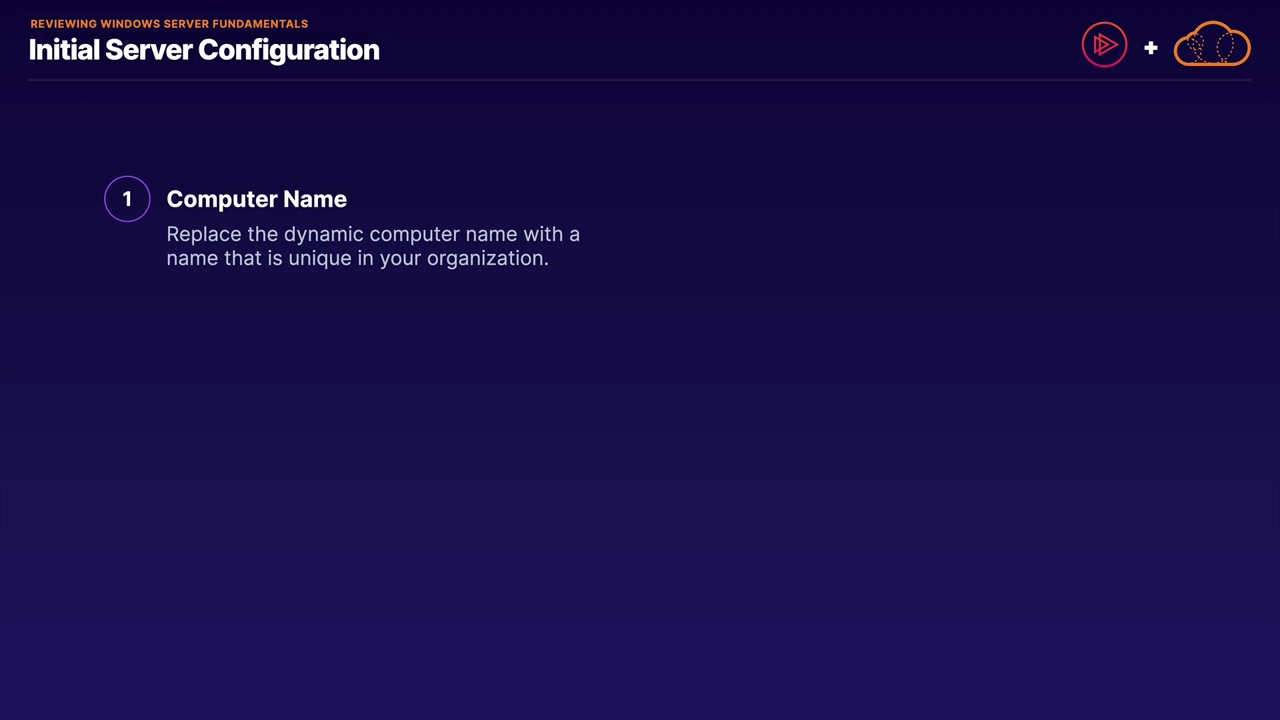 REVIEWING WINDOWS SERVER FUNDAMENTALS
Initial Server Configuration
+
1
Computer Name
Replace the dynamic computer name with a
name that is unique in your organization.